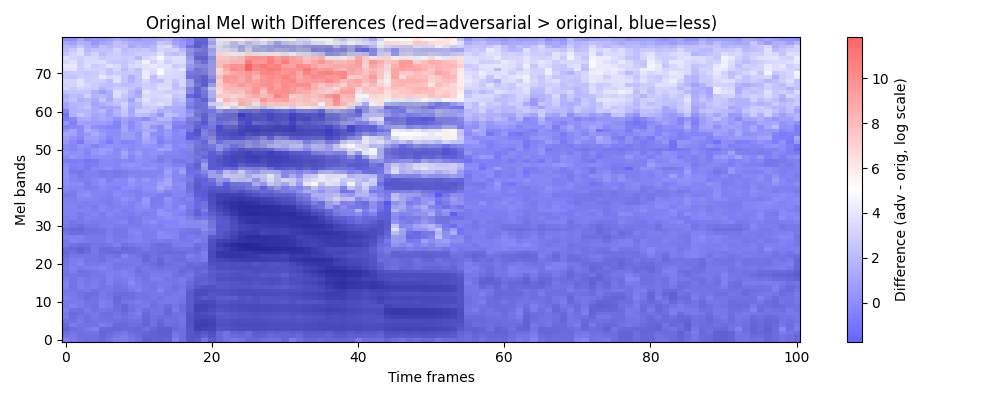 Original Mel with Differences (red=adversarial > original, blue=less)
70
60
50
40
30
20
10
0
Mel bands
0 20 40 60 80 100
Time frames
10
8
6
4
2
0
Difference (adv - orig, log scale)